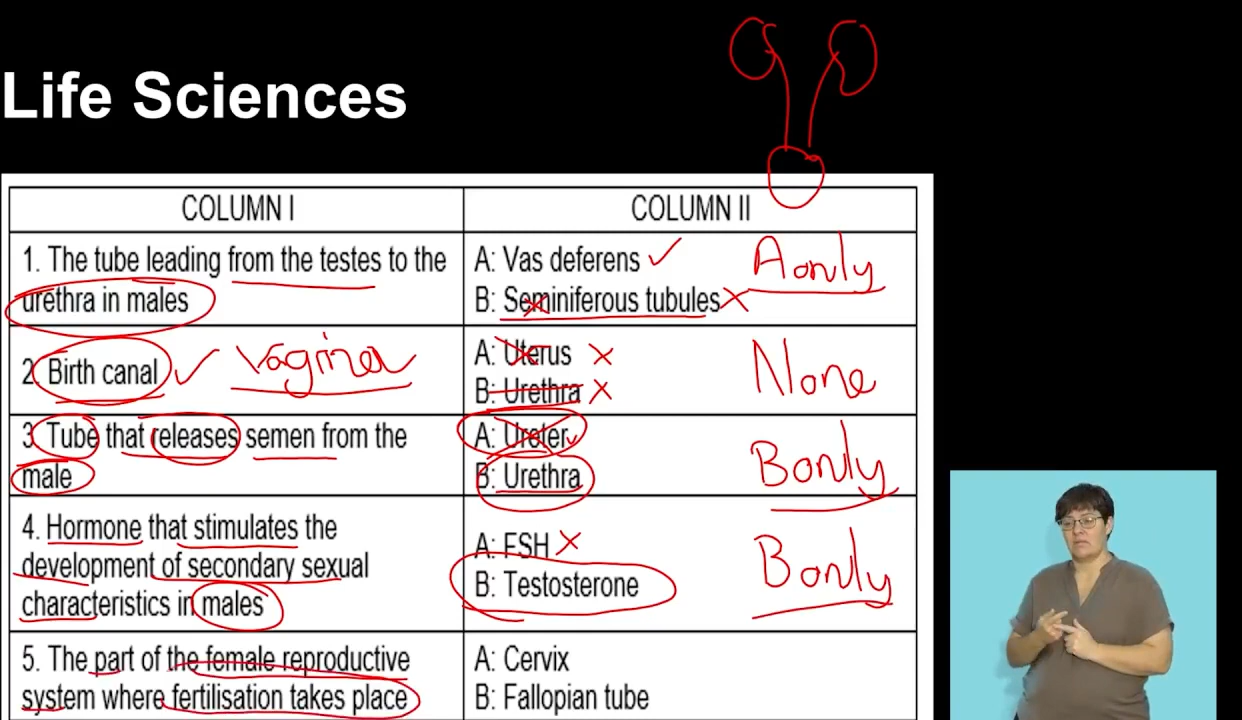 Life Sciences
COLUMN I
COLUMN II
1. The tube leading from the testes to the
urethra in males
A: Vas deferens ✓
B: Seminiferous tubules X
A only
2. Birth canal ✓ Vagina
A: Uterus X
B: Urethra X
None
3 Tube that releases semen from the
male
A: Ureter
B: Urethra
B only
4. Hormone that stimulates the
development of secondary sexual
characteristics in males
A: FSH X
B: Testosterone
B only
5. The part of the female reproductive
system where fertilisation takes place
A: Cervix
B: Fallopian tube